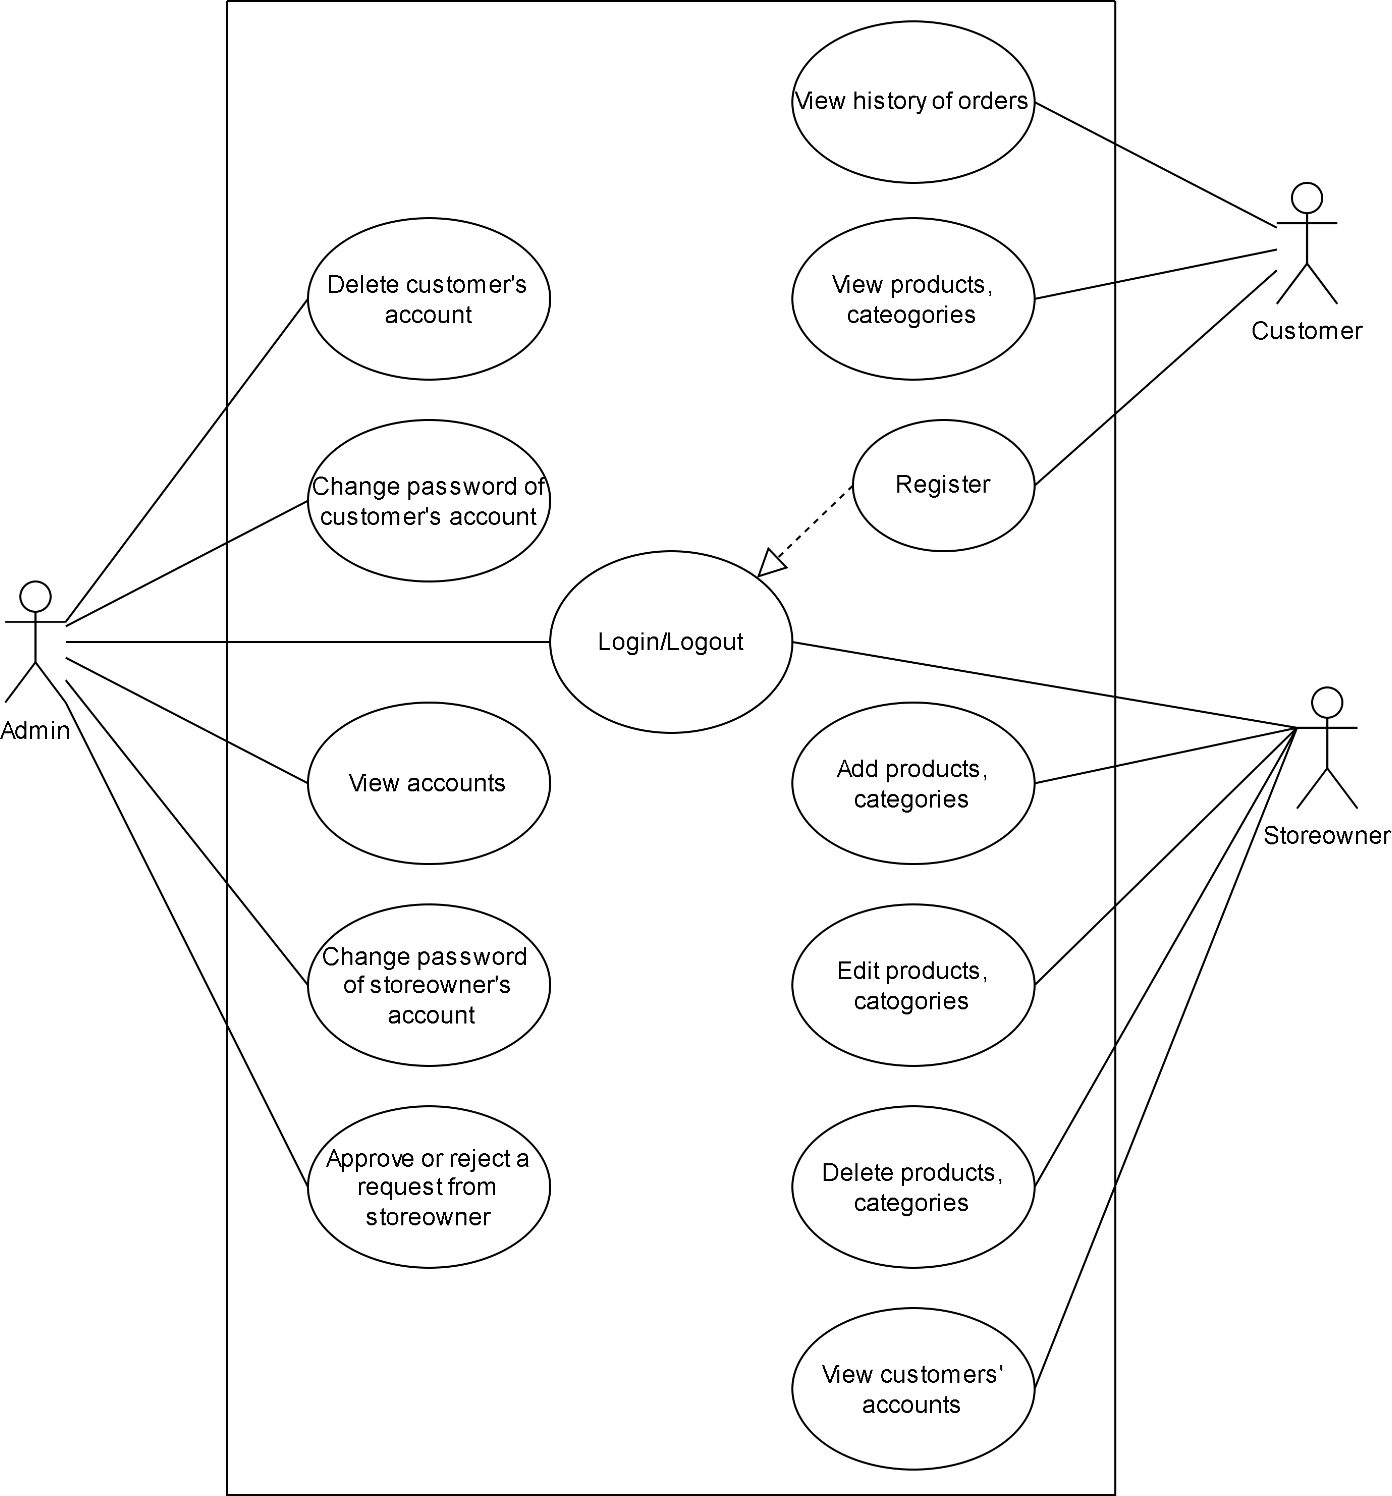 View history of orders
Delete customer's
account
View products,
cateogories
Customer
Change password of
customer's account
Register
Login/Logout
Admin
View accounts
Add products,
categories
Storeowner
Change password
of storeowner's
account
Edit products,
catogories
Approve or reject a
request from
storeowner
Delete products,
categories
View customers'
accounts